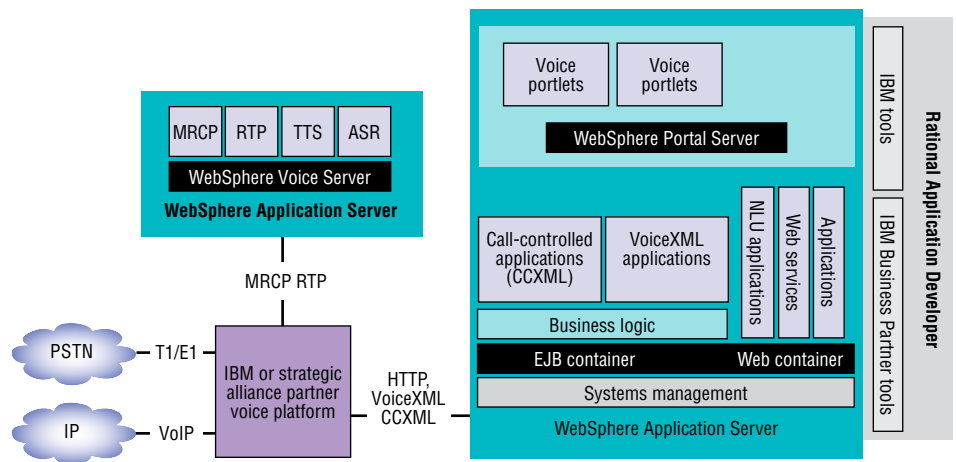 MRCP
RTP
TTS
ASR
WebSphere Voice Server
WebSphere Application Server
MRCP RTP
PSTN
T1/E1
IP
VoIP
IBM or strategic
alliance partner
voice platform
HTTP,
VoiceXML
CCXML
Voice
portlets
Voice
portlets
WebSphere Portal Server
Call-controlled
applications
(CCXML)
VoiceXML
applications
NLU applications
Web services
Applications
Business logic
EJB container
Web container
Systems management
WebSphere Application Server
IBM tools
IBM Business Partner tools
Rational Application Developer